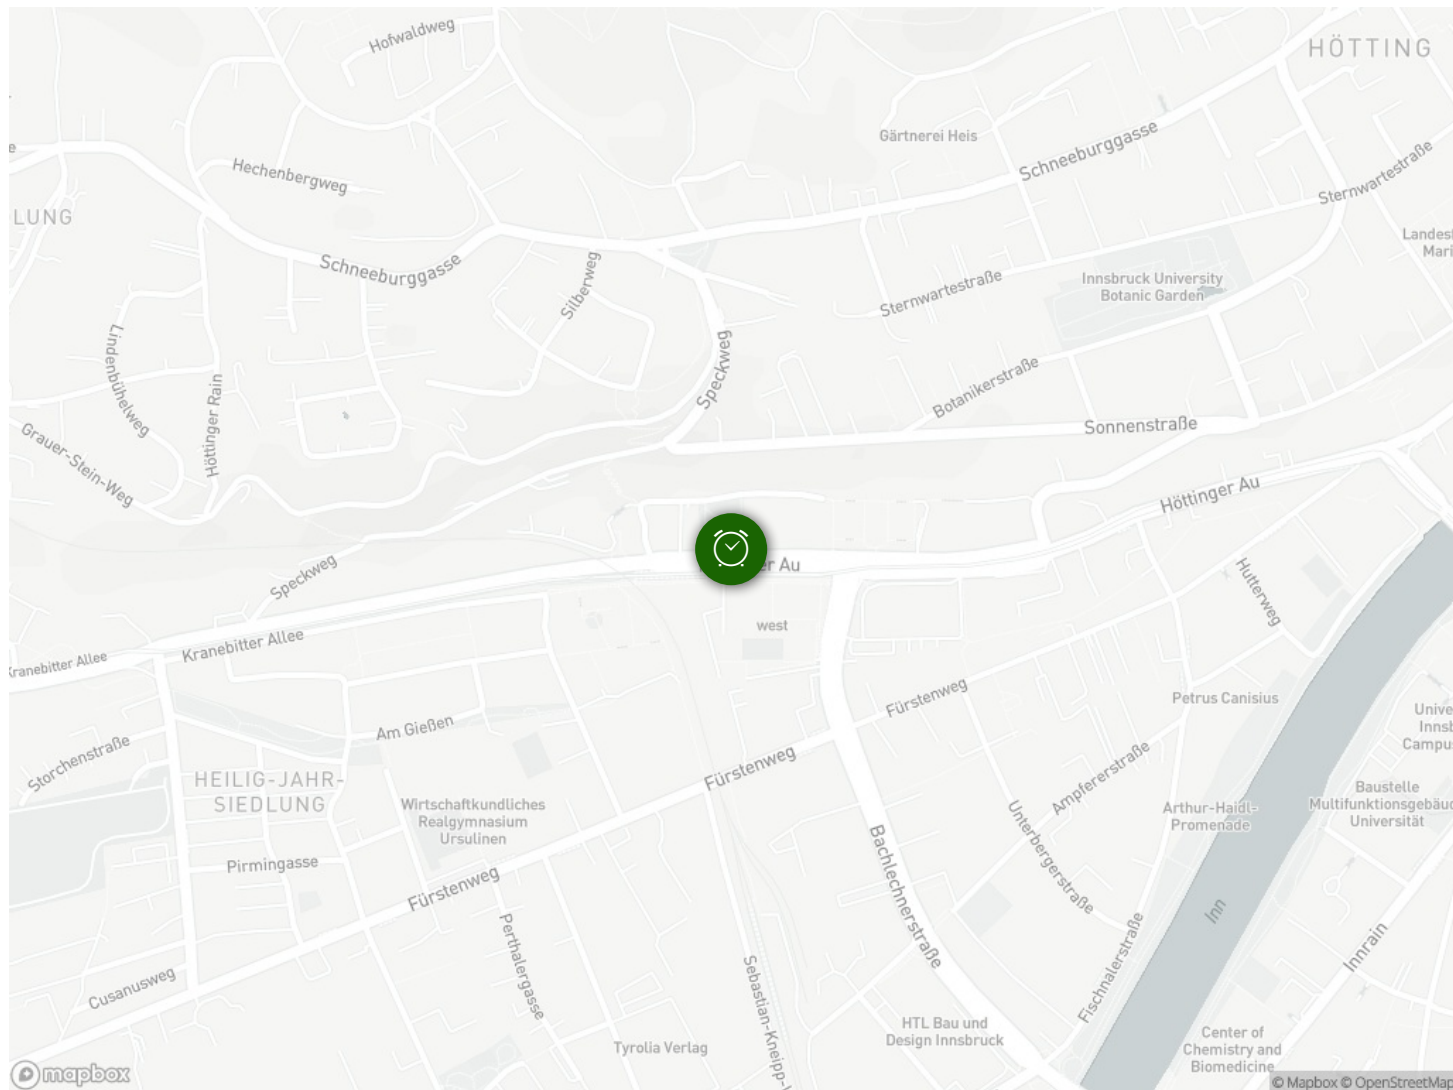 Hofwaldweg
HÖTTING
Gärtnerei Heis
Schneeburggasse
e
Hechenbergweg
Sternwartestraße
LUNG
Landes
Mari
Schneeburggasse
Silberweg
Sternwartestraße
Innsbruck University
Botanic Garden
Lindenbühelweg
Speckweg
Höttinger Rain
Botanikerstraße
Grauer-Stein-Weg
Sonnenstraße
Höttinger Au
er Au
Speckweg
Hutterweg
west
Kranebitter Allee
Kranebitter Allee
Fürstenweg
Petrus Canisius
Unive
Innsb
Campu
Am Gießen
Storchenstraße
HEILIG-JAHR-
SIEDLUNG
Fürstenweg
Ampfererstraße
Wirtschaftkundliches
Realgymnasium
Ursulinen
Unterbergerstraße
Arthur-Haidl-
Promenade
Baustelle
Multifunktionsgebäud
Universität
Pirmingasse
Bachlechnerstraße
Fürstenweg
Perthalergasse
Inn
Innrain
Cusanusweg
Sebastian-Kneipp-
Fischnalerstraße
HTL Bau und
Design Innsbruck
Tyrolia Verlag
Center of
Chemistry and
Biomedicine
mapbox
© Mapbox © OpenStreetMap